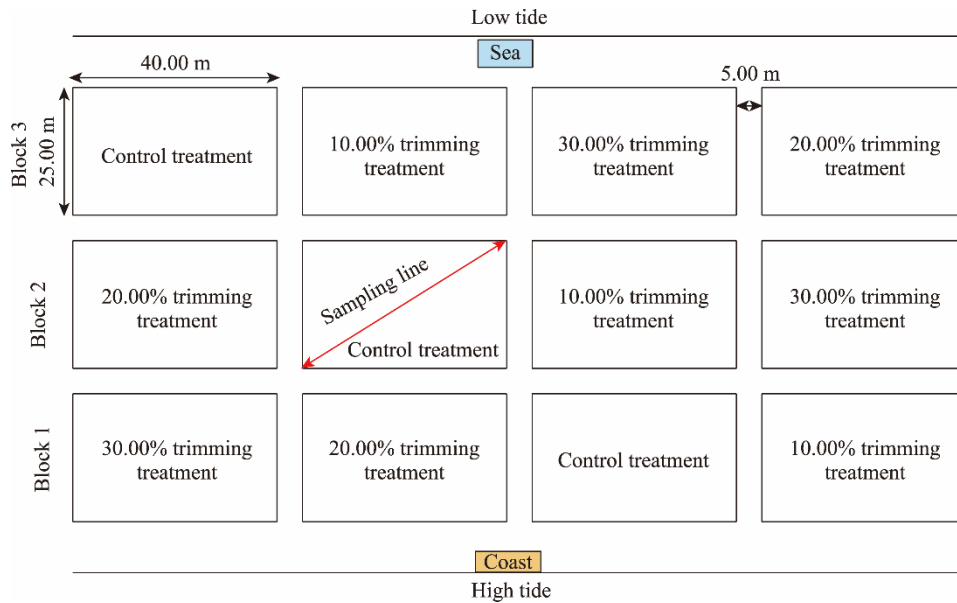 Low tide
Sea
40.00 m
5.00 m
Block 3
25.00 m
Control treatment
10.00% trimming
treatment
30.00% trimming
treatment
20.00% trimming
treatment
Block 2
20.00% trimming
treatment
Sampling line
Control treatment
10.00% trimming
treatment
30.00% trimming
treatment
Block 1
30.00% trimming
treatment
20.00% trimming
treatment
Control treatment
10.00% trimming
treatment
Coast
High tide